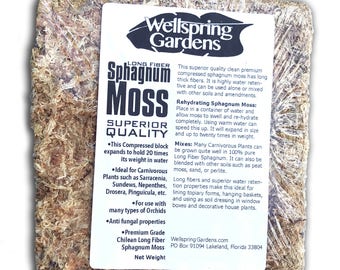 Wellspring
Gardens
LONG FIBER
Sphagnum
Moss
SUPERIOR
QUALITY
•This Compressed block
expands to hold 20 times
its weight in water
• Ideal for Carnivorous
Plants such as Sarracenia,
Sundews, Nepenthes,
Drosera, Pinguicula, etc.
• For use with
many types of Orchids
•Anti fungal properties
• Premium Grade
Chilean Long Fiber
Sphagnum Moss
Net Weight
This superior quality clean premium
compressed sphagnum moss has long
thick fibers. It is highly water reten-
tive and can be used alone or mixed
with other soils and amendments.
Rehydrating Sphagnum Moss:
Place in a container of water and
allow moss to swell and re-hydrate
completely. Using warm water can
speed this up. It will expand in size
and up to twenty times in weight.
Mixes: Many Carnivorous Plants can
be grown quite well in 100% pure
Long Fiber Sphagnum. It can also be
blended with other soils such as peat
moss, sand, or perlite.
Long fibers and superior water reten-
tion properties make this ideal for
lining topiary forms, hanging baskets,
and using as soil dressing in window
boxes and decorative house plants.
WellspringGardens.com
PO Box 91094 Lakeland, Florida 33804